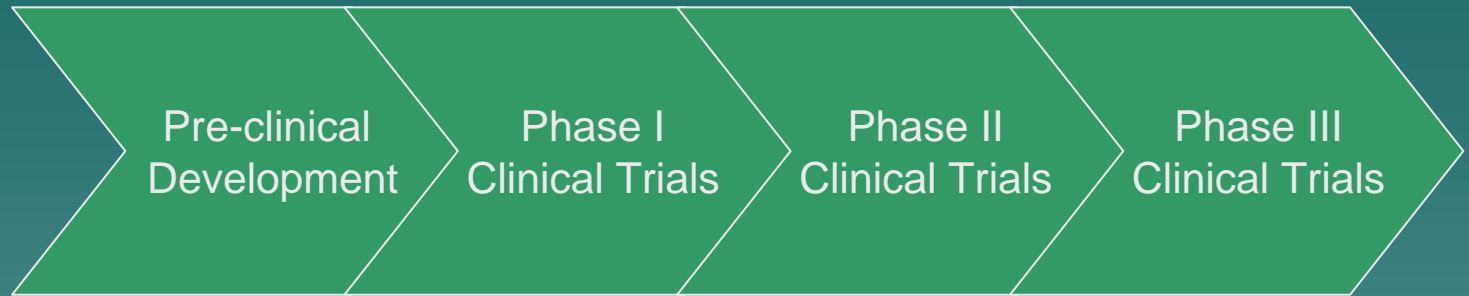 Pre-clinical
Development
Phase I
Clinical Trials
Phase II
Clinical Trials
Phase III
Clinical Trials